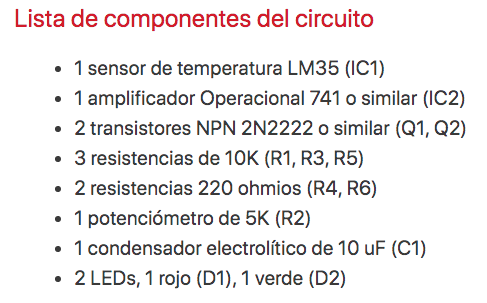 Lista de componentes del circuito
• 1 sensor de temperatura LM35 (IC1)
• 1 amplificador Operacional 741 o similar (IC2)
• 2 transistores NPN 2N2222 o similar (Q1, Q2)
• 3 resistencias de 10K (R1, R3, R5)
• 2 resistencias 220 ohmios (R4, R6)
• 1 potenciómetro de 5K (R2)
• 1 condensador electrolítico de 10 uF (C1)
• 2 LEDs, 1 rojo (D1), 1 verde (D2)